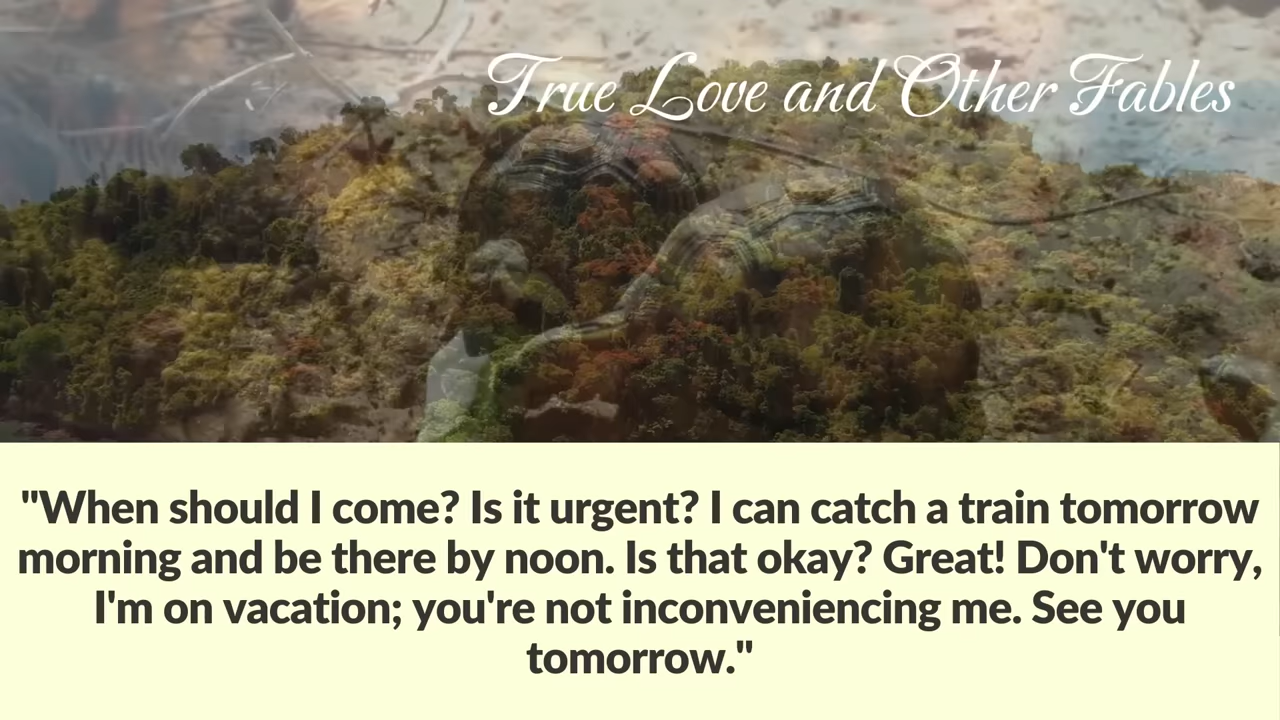 True Love and Other Fables
"When should I come? Is it urgent? I can catch a train tomorrow
morning and be there by noon. Is that okay? Great! Don't worry,
I'm on vacation; you're not inconveniencing me. See you
tomorrow."